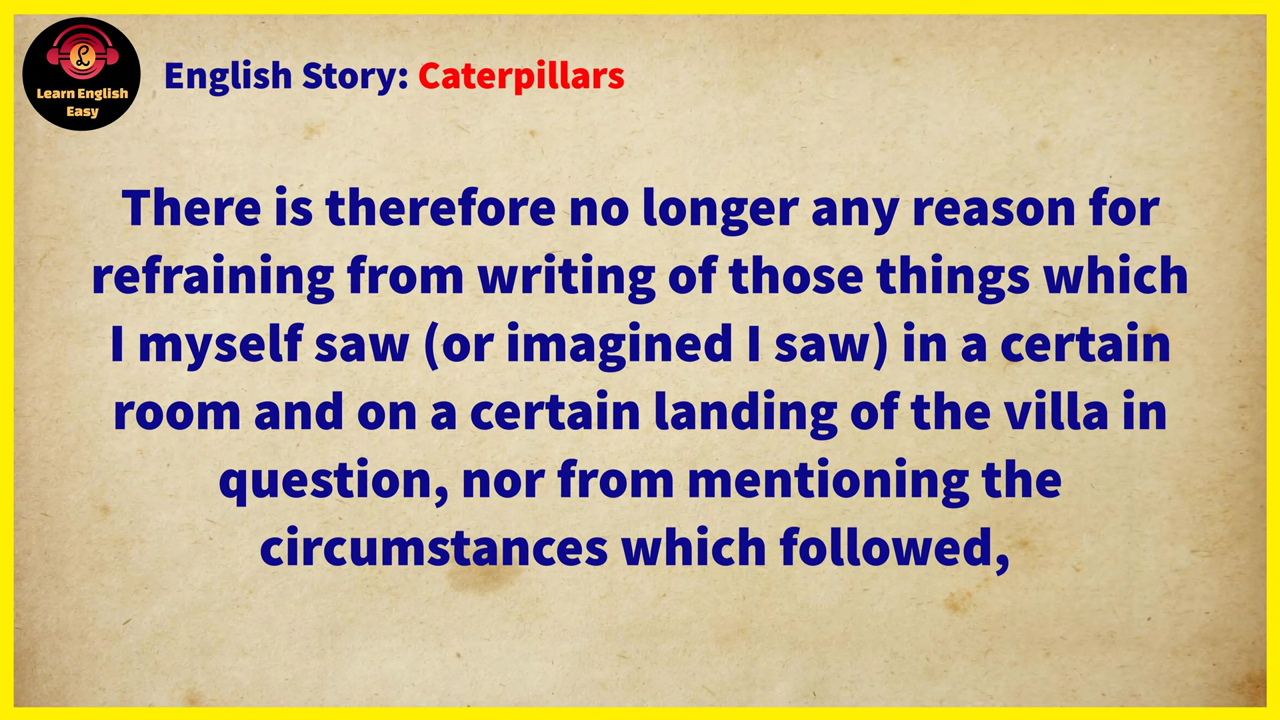 Learn English
Easy
English Story: Caterpillars
There is therefore no longer any reason for
refraining from writing of those things which
I myself saw (or imagined I saw) in a certain
room and on a certain landing of the villa in
question, nor from mentioning the
circumstances which followed,